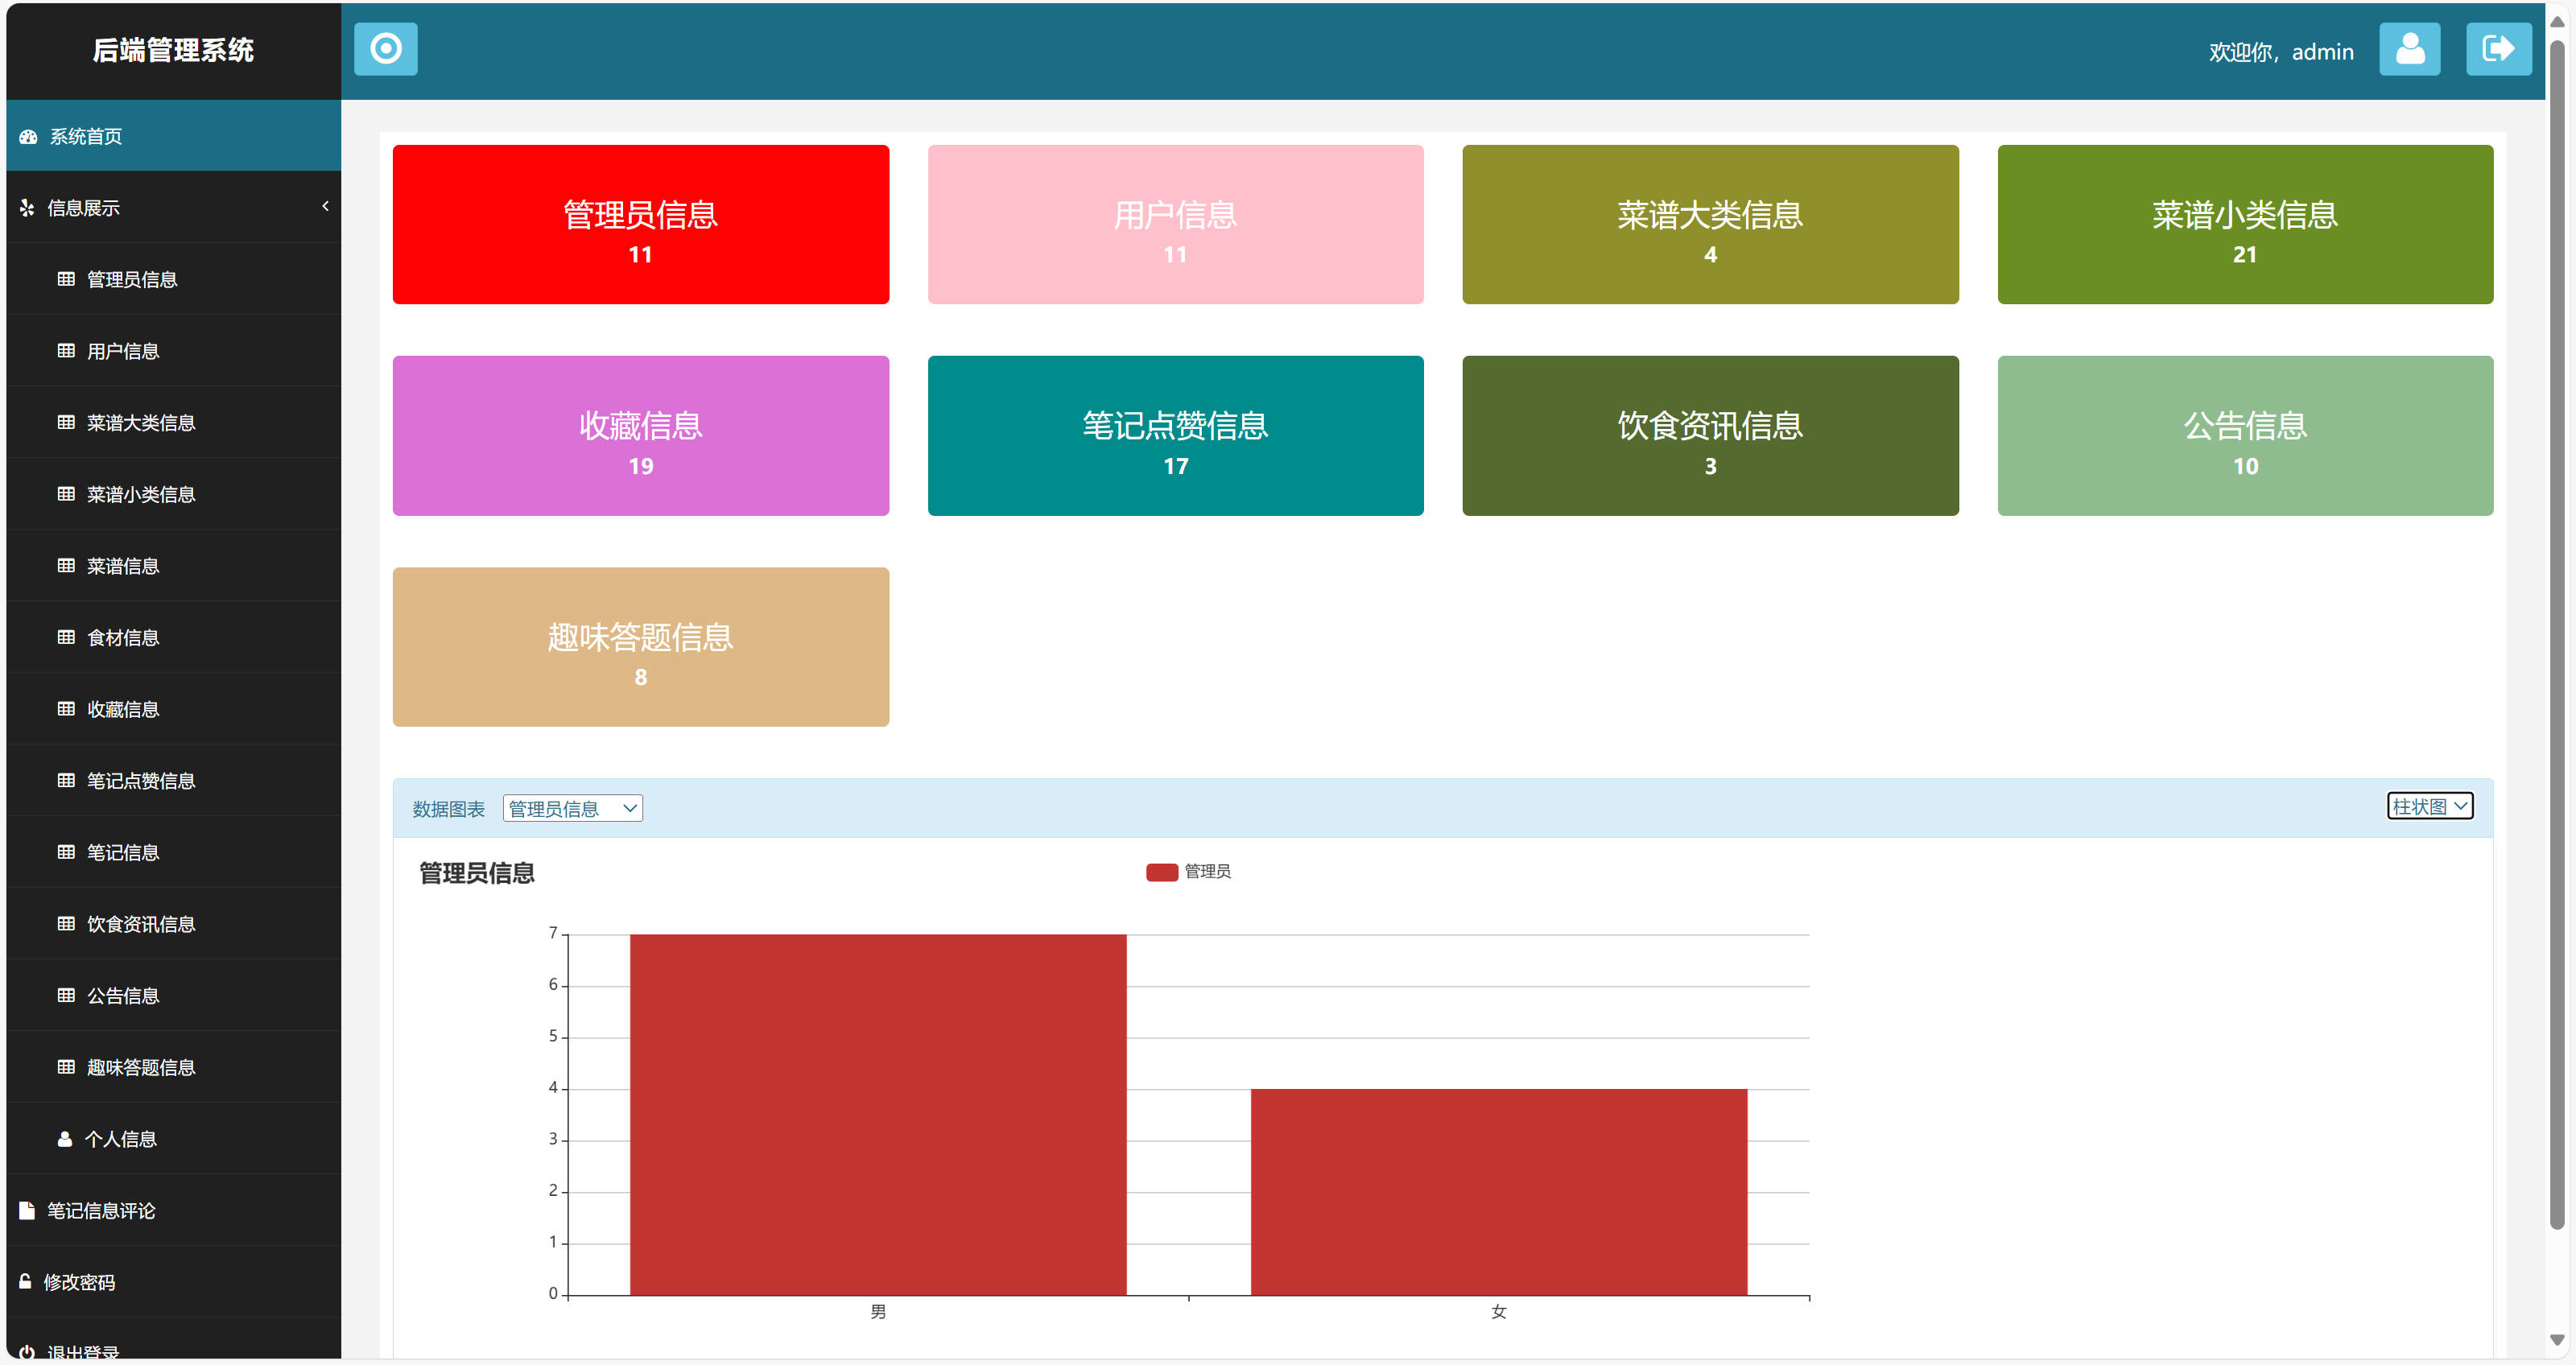 后端管理系统
欢迎你，admin
系统首页
信息展示
管理员信息
用户信息
菜谱大类信息
菜谱小类信息
菜谱信息
食材信息
收藏信息
笔记点赞信息
笔记信息
饮食资讯信息
公告信息
趣味答题信息
个人信息
笔记信息评论
修改密码
退出登录
管理员信息
11
用户信息
11
菜谱大类信息
4
菜谱小类信息
21
收藏信息
19
笔记点赞信息
17
饮食资讯信息
3
公告信息
10
趣味答题信息
8
数据图表 管理员信息 柱状图
管理员信息
管理员
7
6
5
4
3
2
1
0
男 女